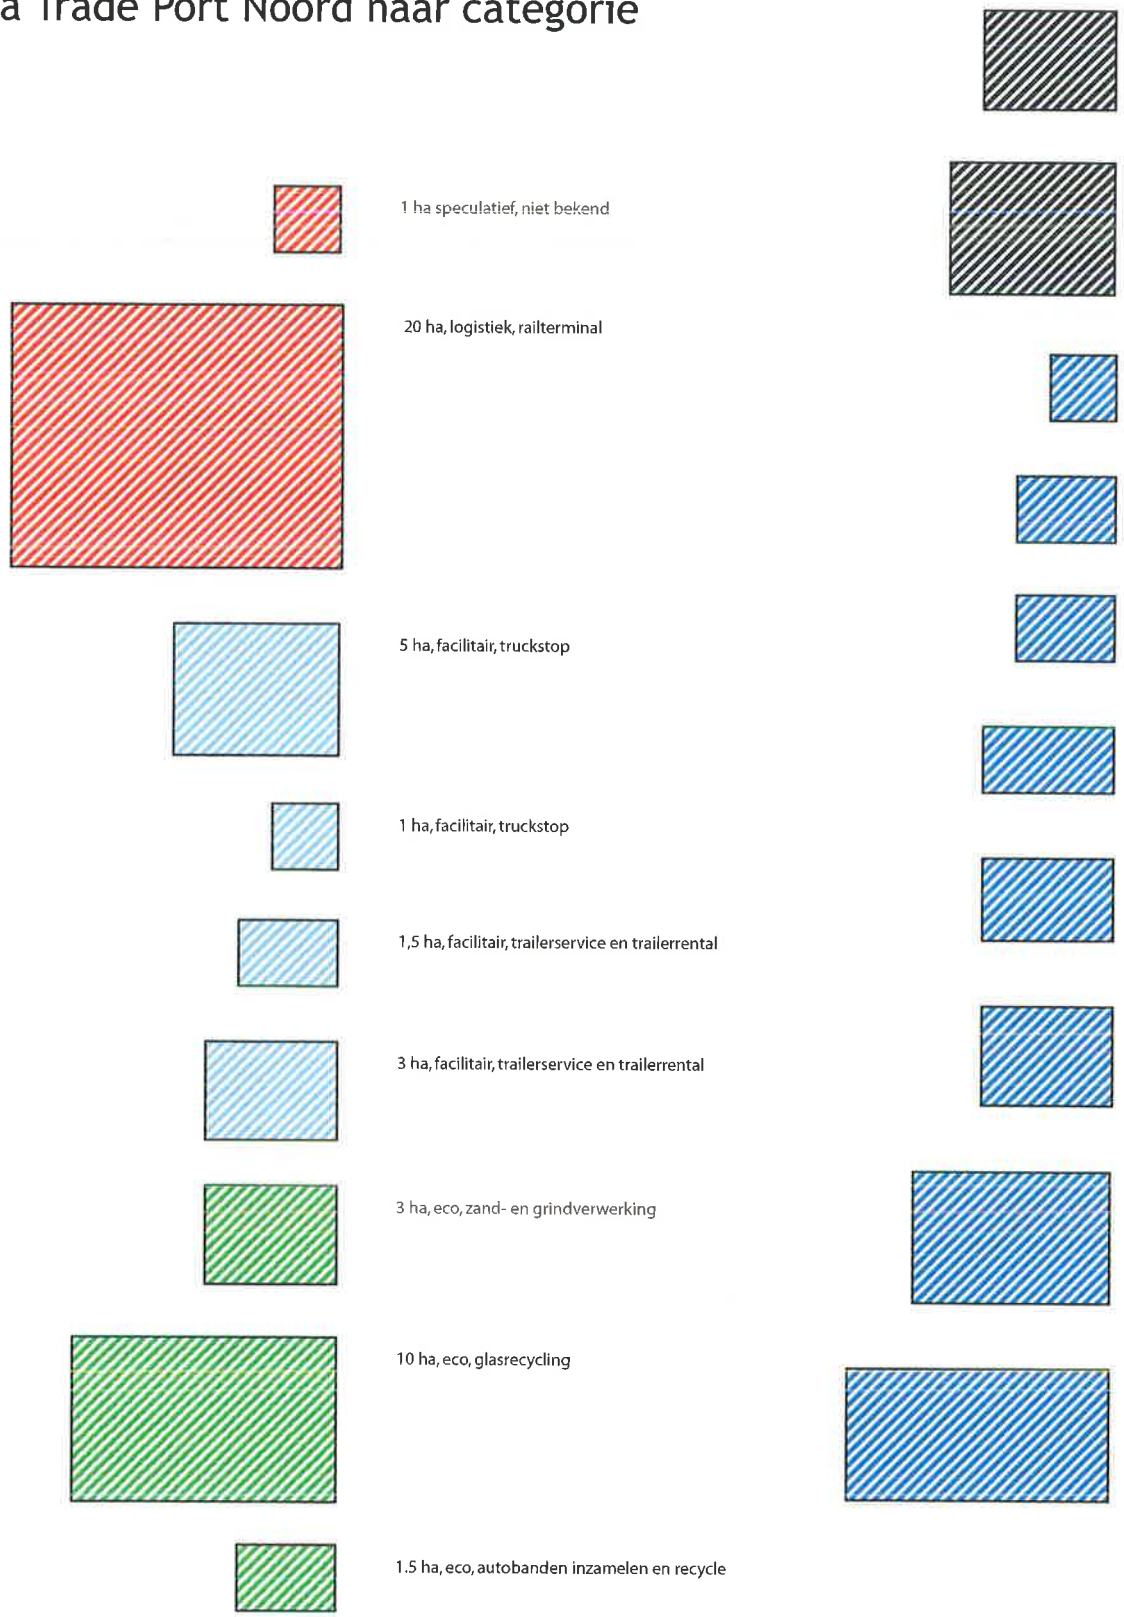 a Trade Port Noord naar categorie
1 ha speculatief, niet bekend
20 ha, logistiek, railterminal
5 ha, facilitair, truckstop
1 ha, facilitair, truckstop
1,5 ha, facilitair, trailerservice en trailerrental
3 ha, facilitair, trailerservice en trailerrental
3 ha, eco, zand- en grindverwerking
10 ha, eco, glasrecycling
1.5 ha, eco, autobanden inzamelen en recycle